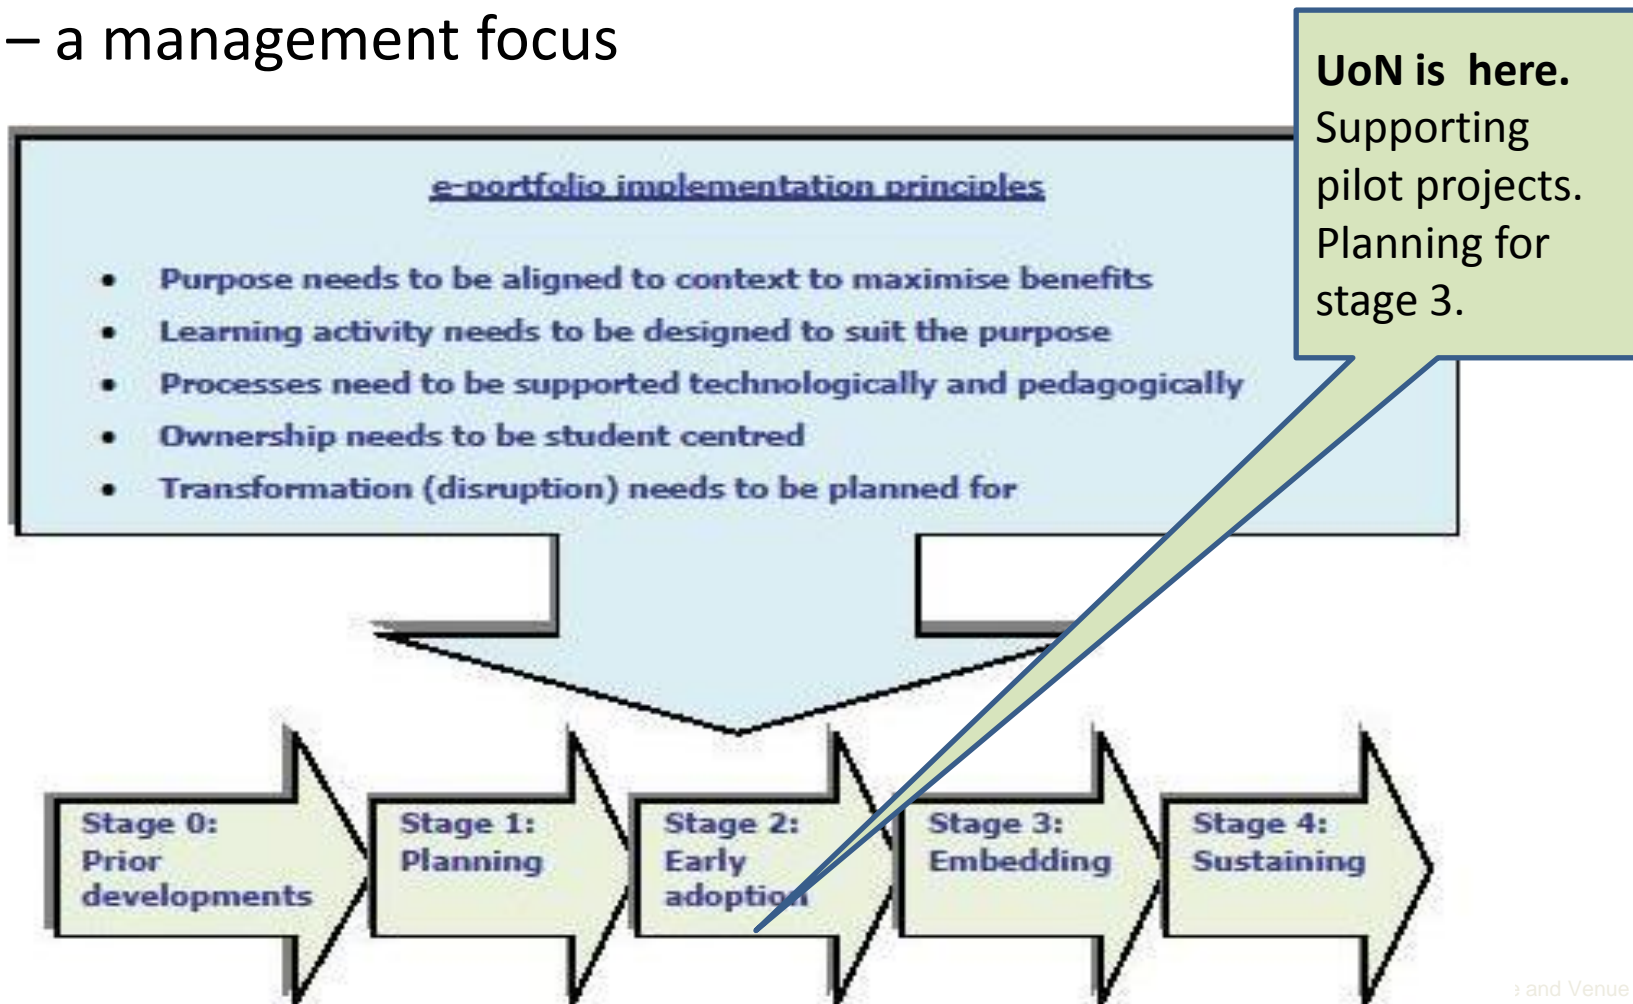 – a management focus
UoN is here.
Supporting
pilot projects.
Planning for
stage 3.
e-portfolio implementation principles
• Purpose needs to be aligned to context to maximise benefits
• Learning activity needs to be designed to suit the purpose
• Processes need to be supported technologically and pedagogically
• Ownership needs to be student centred
• Transformation (disruption) needs to be planned for
Stage 0:
Prior
developments
Stage 1:
Planning
Stage 2:
Early
adoption
Stage 3:
Embedding
Stage 4:
Sustaining
and Venue